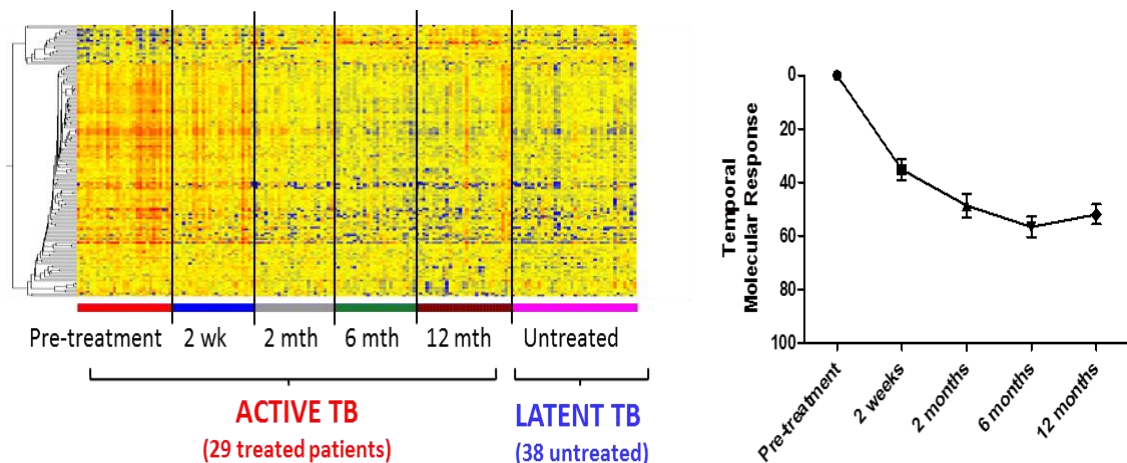 Pre-treatment 2 wk 2 mth 6 mth 12 mth Untreated
ACTIVE TB
(29 treated patients)
LATENT TB
(38 untreated)
Temporal
Molecular Response
0
20
40
60
80
100
Pre-treatment
2 weeks
2 months
6 months
12 months